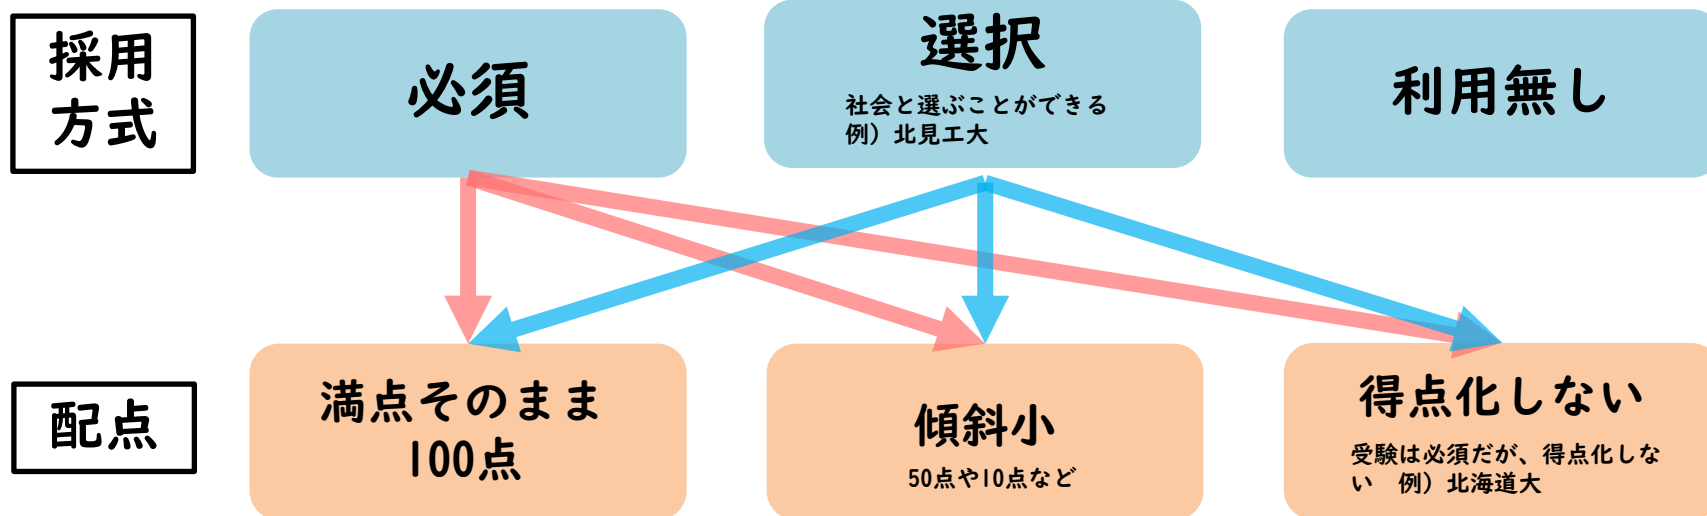 採用
方式
必須
選択
社会と選ぶことができる
例）北見工大
利用無し
配点
満点そのまま
100点
傾斜小
50点や10点など
得点化しない
受験は必須だが、得点化しな
い　例）北海道大